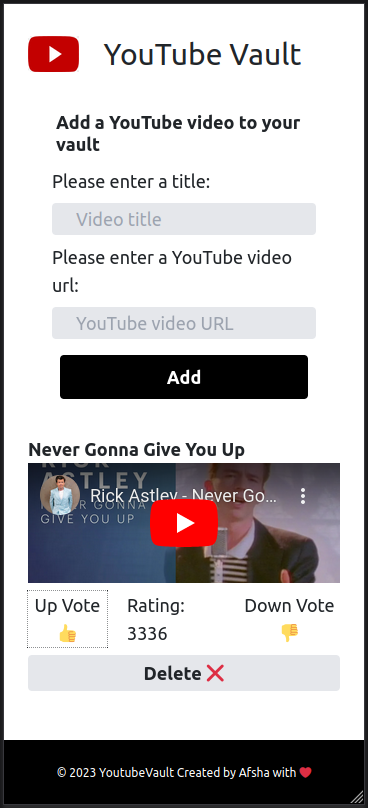 YouTube Vault
Add a YouTube video to your
vault
Please enter a title:
Video title
Please enter a YouTube video
url:
YouTube video URL
Add
Never Gonna Give You Up
RICK
ASTLEY
Rick Astley - Never Go...
NEVER GONNA
GIVE YOU UP
Up Vote
Rating:
3336
Down Vote
Delete
© 2023 YoutubeVault Created by Afsha with